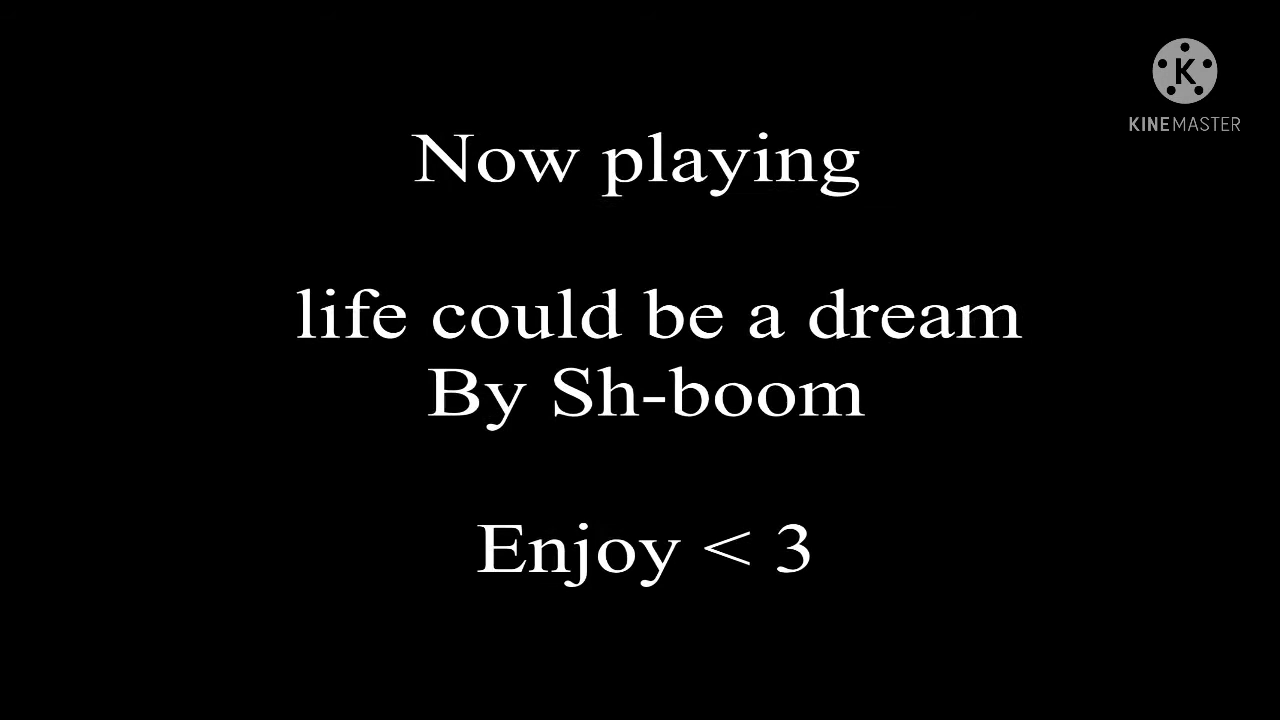 KINEMASTER
Now playing
life could be a dream
By Sh-boom
Enjoy < 3